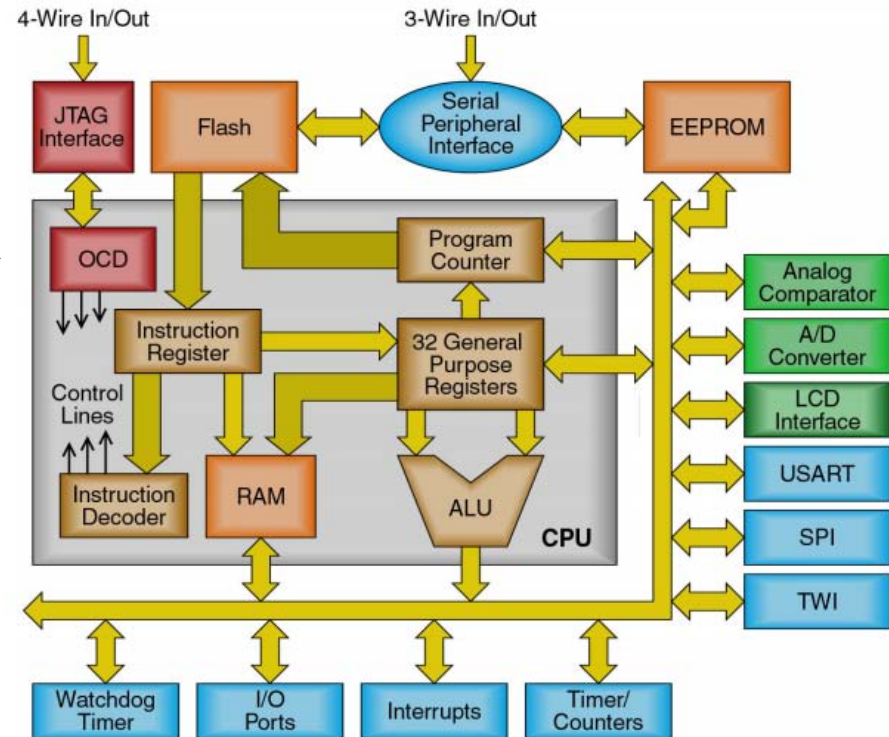 4-Wire In/Out
3-Wire In/Out
JTAG
Interface
Flash
Serial
Peripheral
Interface
EEPROM
OCD
Program
Counter
Analog
Comparator
Instruction
Register
32 General
Purpose
Registers
A/D
Converter
Control
Lines
LCD
Interface
Instruction
Decoder
RAM
ALU
CPU
USART
SPI
TWI
Watchdog
Timer
I/O
Ports
Interrupts
Timer/
Counters